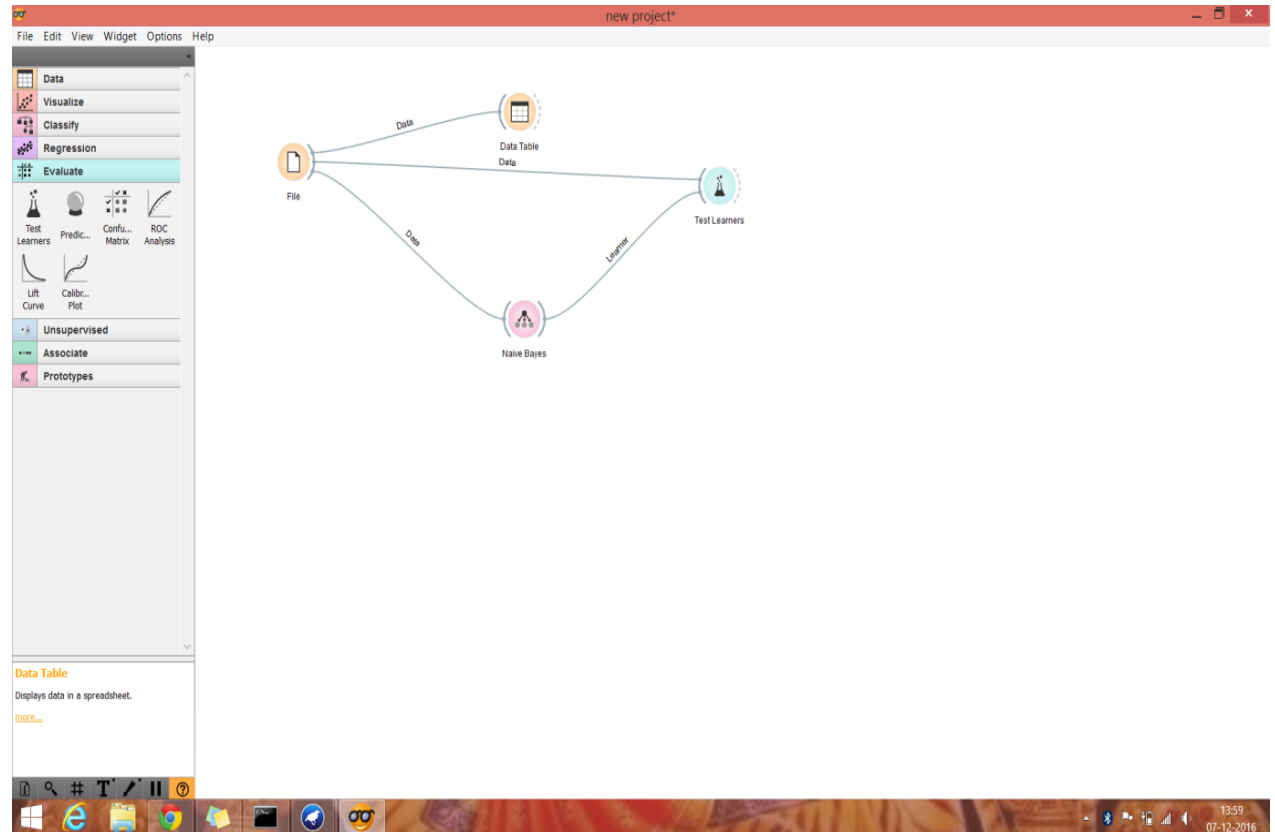 new project*
File Edit View Widget Options Help
Data
Visualize
Classify
Regression
Evaluate
Test Learners
Predic...
Confu... Matrix
ROC Analysis
Lift Curve
Calibr... Plot
Unsupervised
Associate
Prototypes
Data
Data Table
Data
File
Test Learners
Data
Learner
Naive Bayes
Data Table
Displays data in a spreadsheet.
more...
13:59
07-12-2016